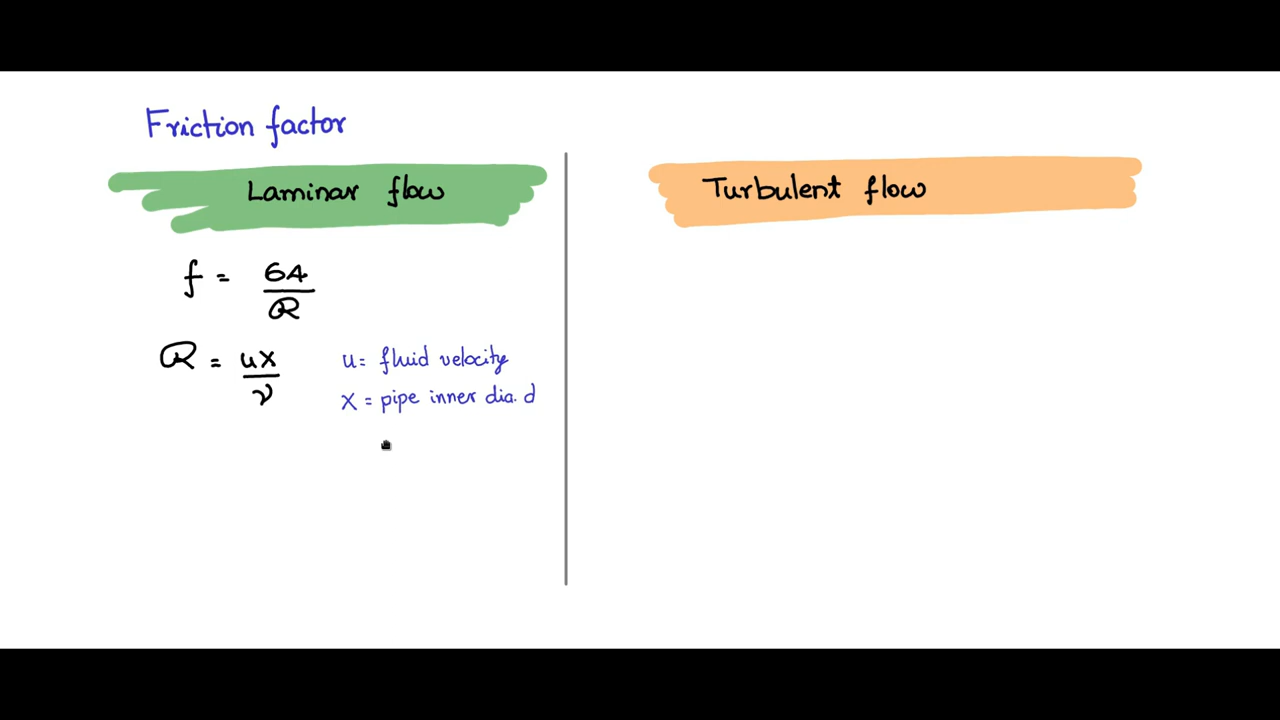 Friction factor
Laminar flow
f = 64/R
R = ux/ν
u = fluid velocity
x = pipe inner dia. d
Turbulent flow